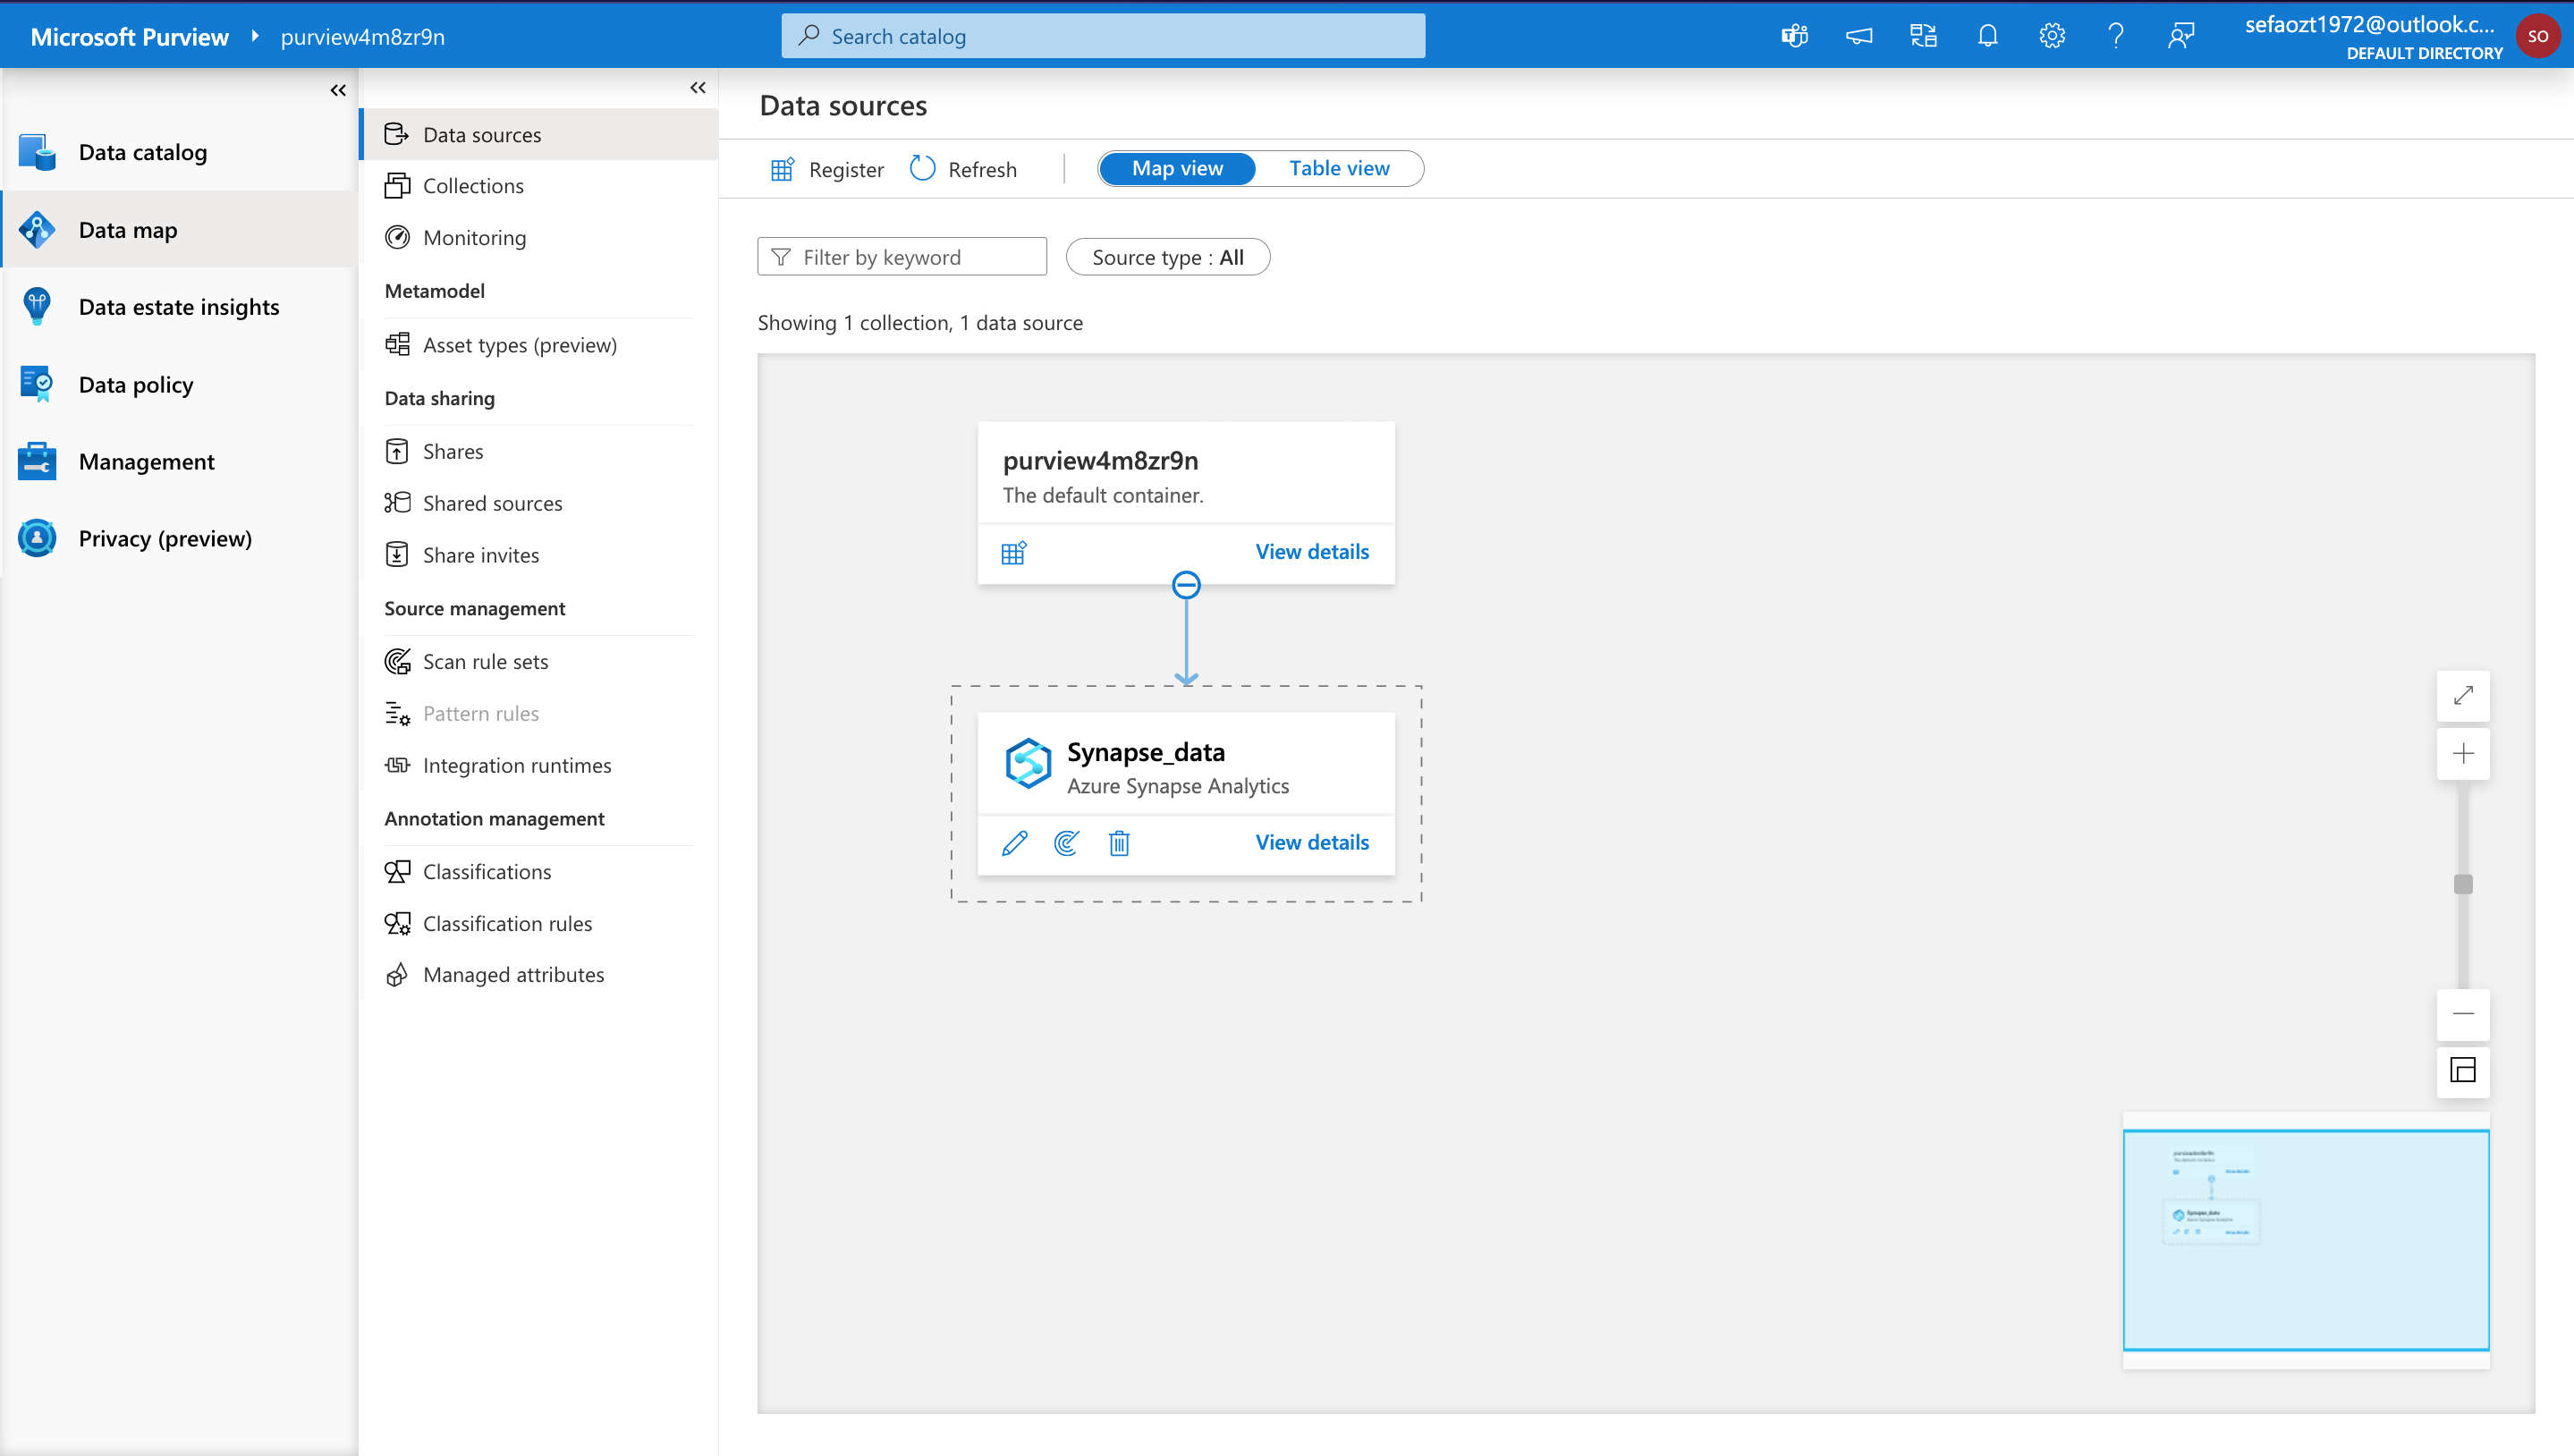 Microsoft Purview
purview4m8zr9n
Search catalog
sefaozt1972@outlook.c...
DEFAULT DIRECTORY
SO
Data catalog
Data map
Data estate insights
Data policy
Management
Privacy (preview)
Data sources
Collections
Monitoring
Metamodel
Asset types (preview)
Data sharing
Shares
Shared sources
Share invites
Source management
Scan rule sets
Pattern rules
Integration runtimes
Annotation management
Classifications
Classification rules
Managed attributes
Data sources
Register
Refresh
Map view
Table view
Filter by keyword
Source type : All
Showing 1 collection, 1 data source
purview4m8zr9n
The default container.
View details
Synapse_data
Azure Synapse Analytics
View details